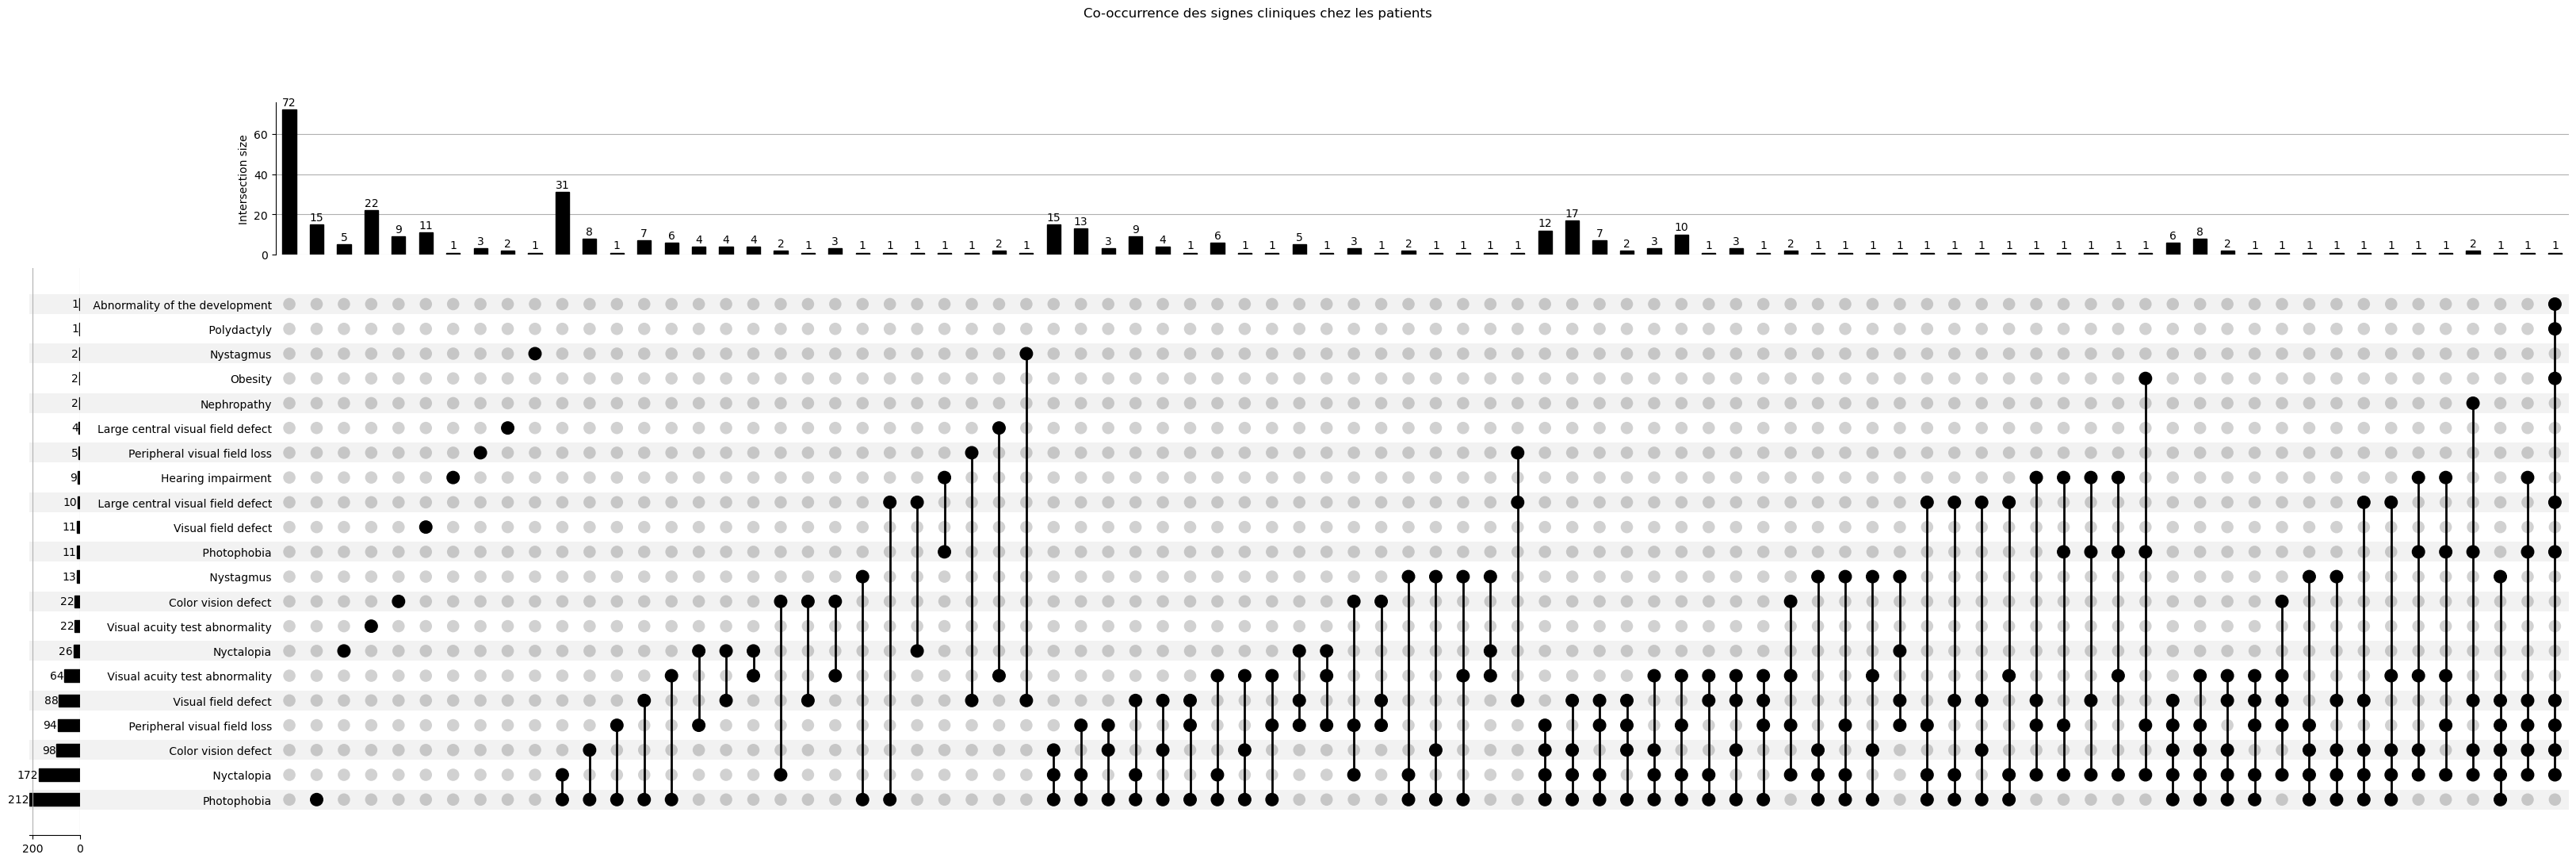 Co-occurrence des signes cliniques chez les patients
72 15 5 22 9 11 1 3 2 1 31 8 1 7 6 4 4 4 2 1 3 1 1 1 1 1 2 1 15 13 3 9 4 1 6 1 1 5 1 3 1 2 1 1 1 1 12 17 7 2 3 10 1 3 1 2 1 1 1 1 1 1 1 1 1 1 1 1 1 6 8 2 1 1 1 1 1 1 1 1 2 1 1 1
Intersection size
60
40
20
0
1 Abnormality of the development
1 Polydactyly
2 Nystagmus
2 Obesity
2 Nephropathy
4 Large central visual field defect
5 Peripheral visual field loss
9 Hearing impairment
10 Large central visual field defect
11 Visual field defect
11 Photophobia
13 Nystagmus
22 Color vision defect
22 Visual acuity test abnormality
26 Nyctalopia
64 Visual acuity test abnormality
88 Visual field defect
94 Peripheral visual field loss
98 Color vision defect
172 Nyctalopia
212 Photophobia
200 0